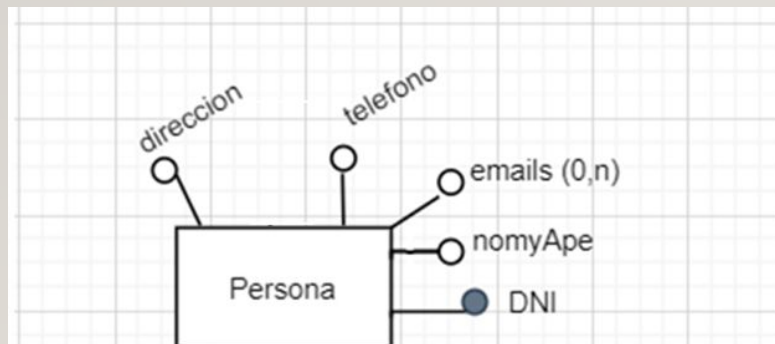 direccion
telefono
emails (0,n)
nomyApe
Persona
DNI